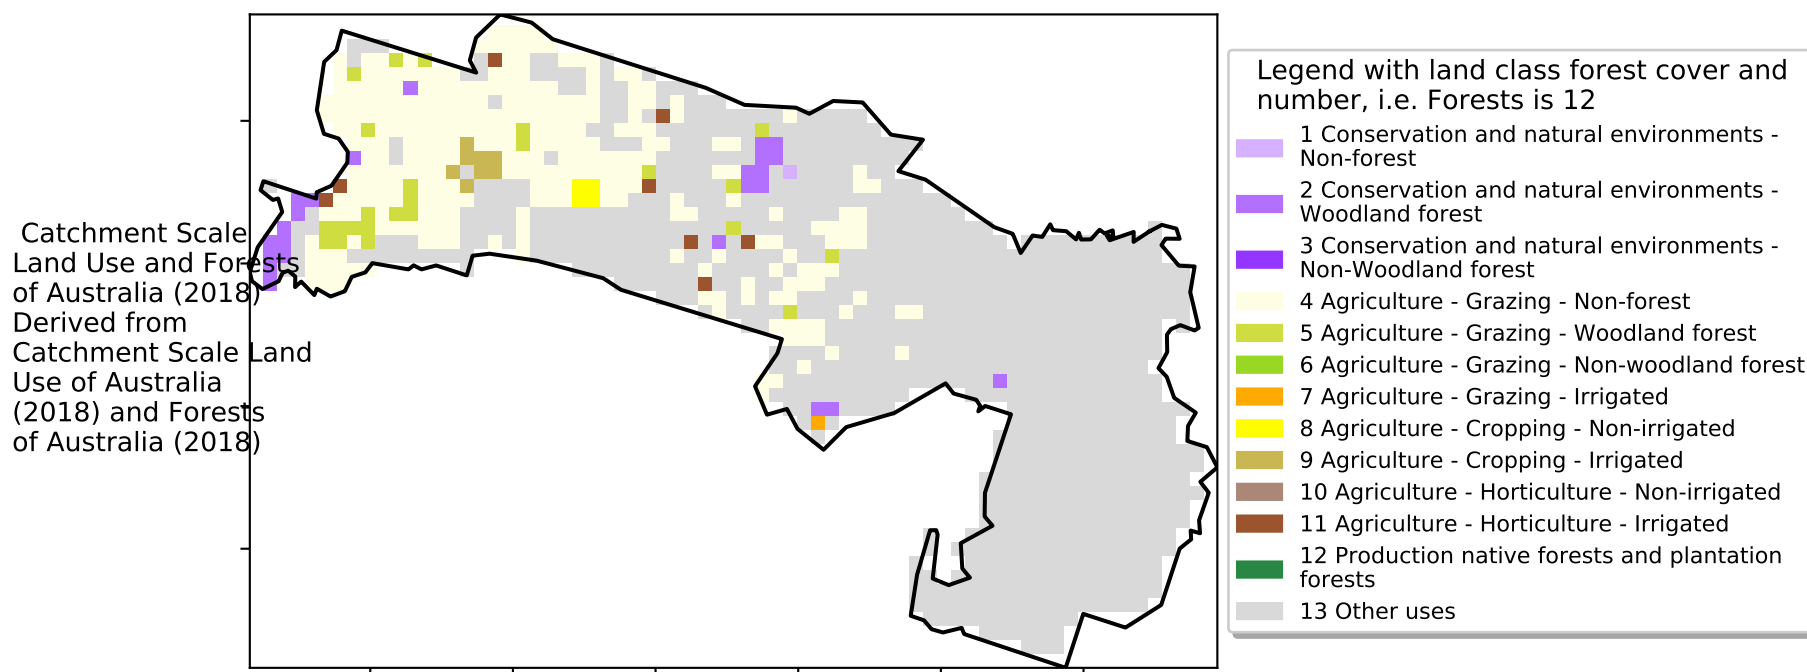 Catchment Scale
Land Use and Forests
of Australia (2018)
Derived from
Catchment Scale Land
Use of Australia
(2018) and Forests
of Australia (2018)
Legend with land class forest cover and
number, i.e. Forests is 12
1 Conservation and natural environments -
Non-forest
2 Conservation and natural environments -
Woodland forest
3 Conservation and natural environments -
Non-Woodland forest
4 Agriculture - Grazing - Non-forest
5 Agriculture - Grazing - Woodland forest
6 Agriculture - Grazing - Non-woodland forest
7 Agriculture - Grazing - Irrigated
8 Agriculture - Cropping - Non-irrigated
9 Agriculture - Cropping - Irrigated
10 Agriculture - Horticulture - Non-irrigated
11 Agriculture - Horticulture - Irrigated
12 Production native forests and plantation
forests
13 Other uses